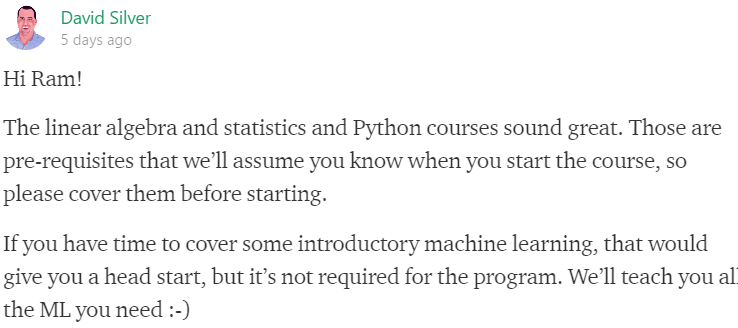 David Silver
5 days ago
Hi Ram!
The linear algebra and statistics and Python courses sound great. Those are
pre-requisites that we’ll assume you know when you start the course, so
please cover them before starting.
If you have time to cover some introductory machine learning, that would
give you a head start, but it’s not required for the program. We’ll teach you all
the ML you need :-)